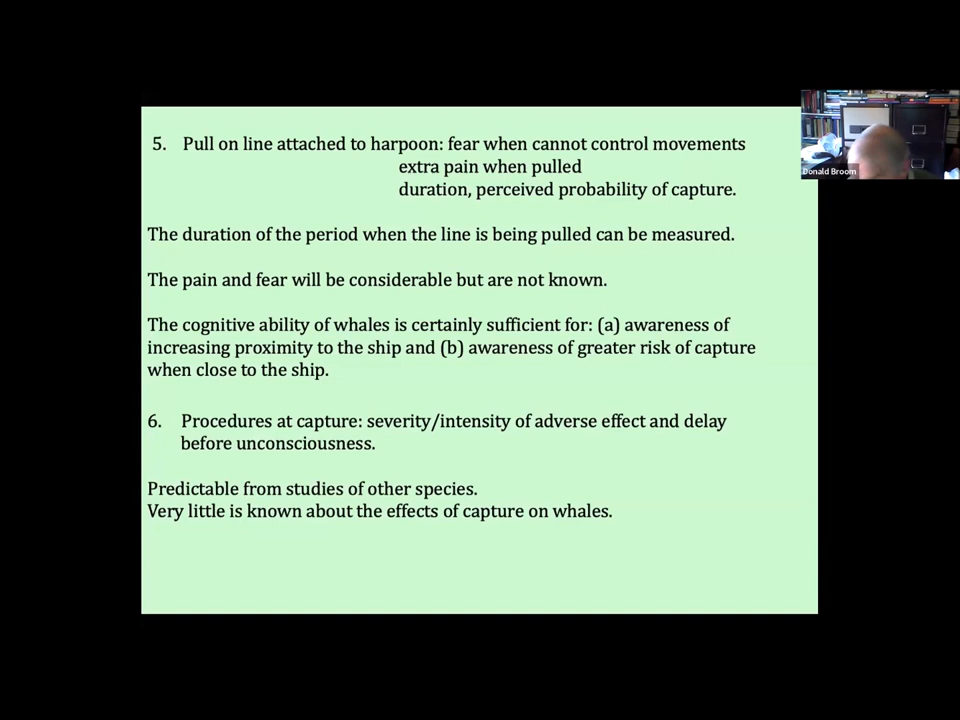 5. Pull on line attached to harpoon: fear when cannot control movements
extra pain when pulled
duration, perceived probability of capture.
The duration of the period when the line is being pulled can be measured.
The pain and fear will be considerable but are not known.
The cognitive ability of whales is certainly sufficient for: (a) awareness of
increasing proximity to the ship and (b) awareness of greater risk of capture
when close to the ship.
6. Procedures at capture: severity/intensity of adverse effect and delay
before unconsciousness.
Predictable from studies of other species.
Very little is known about the effects of capture on whales.
Donald Broom